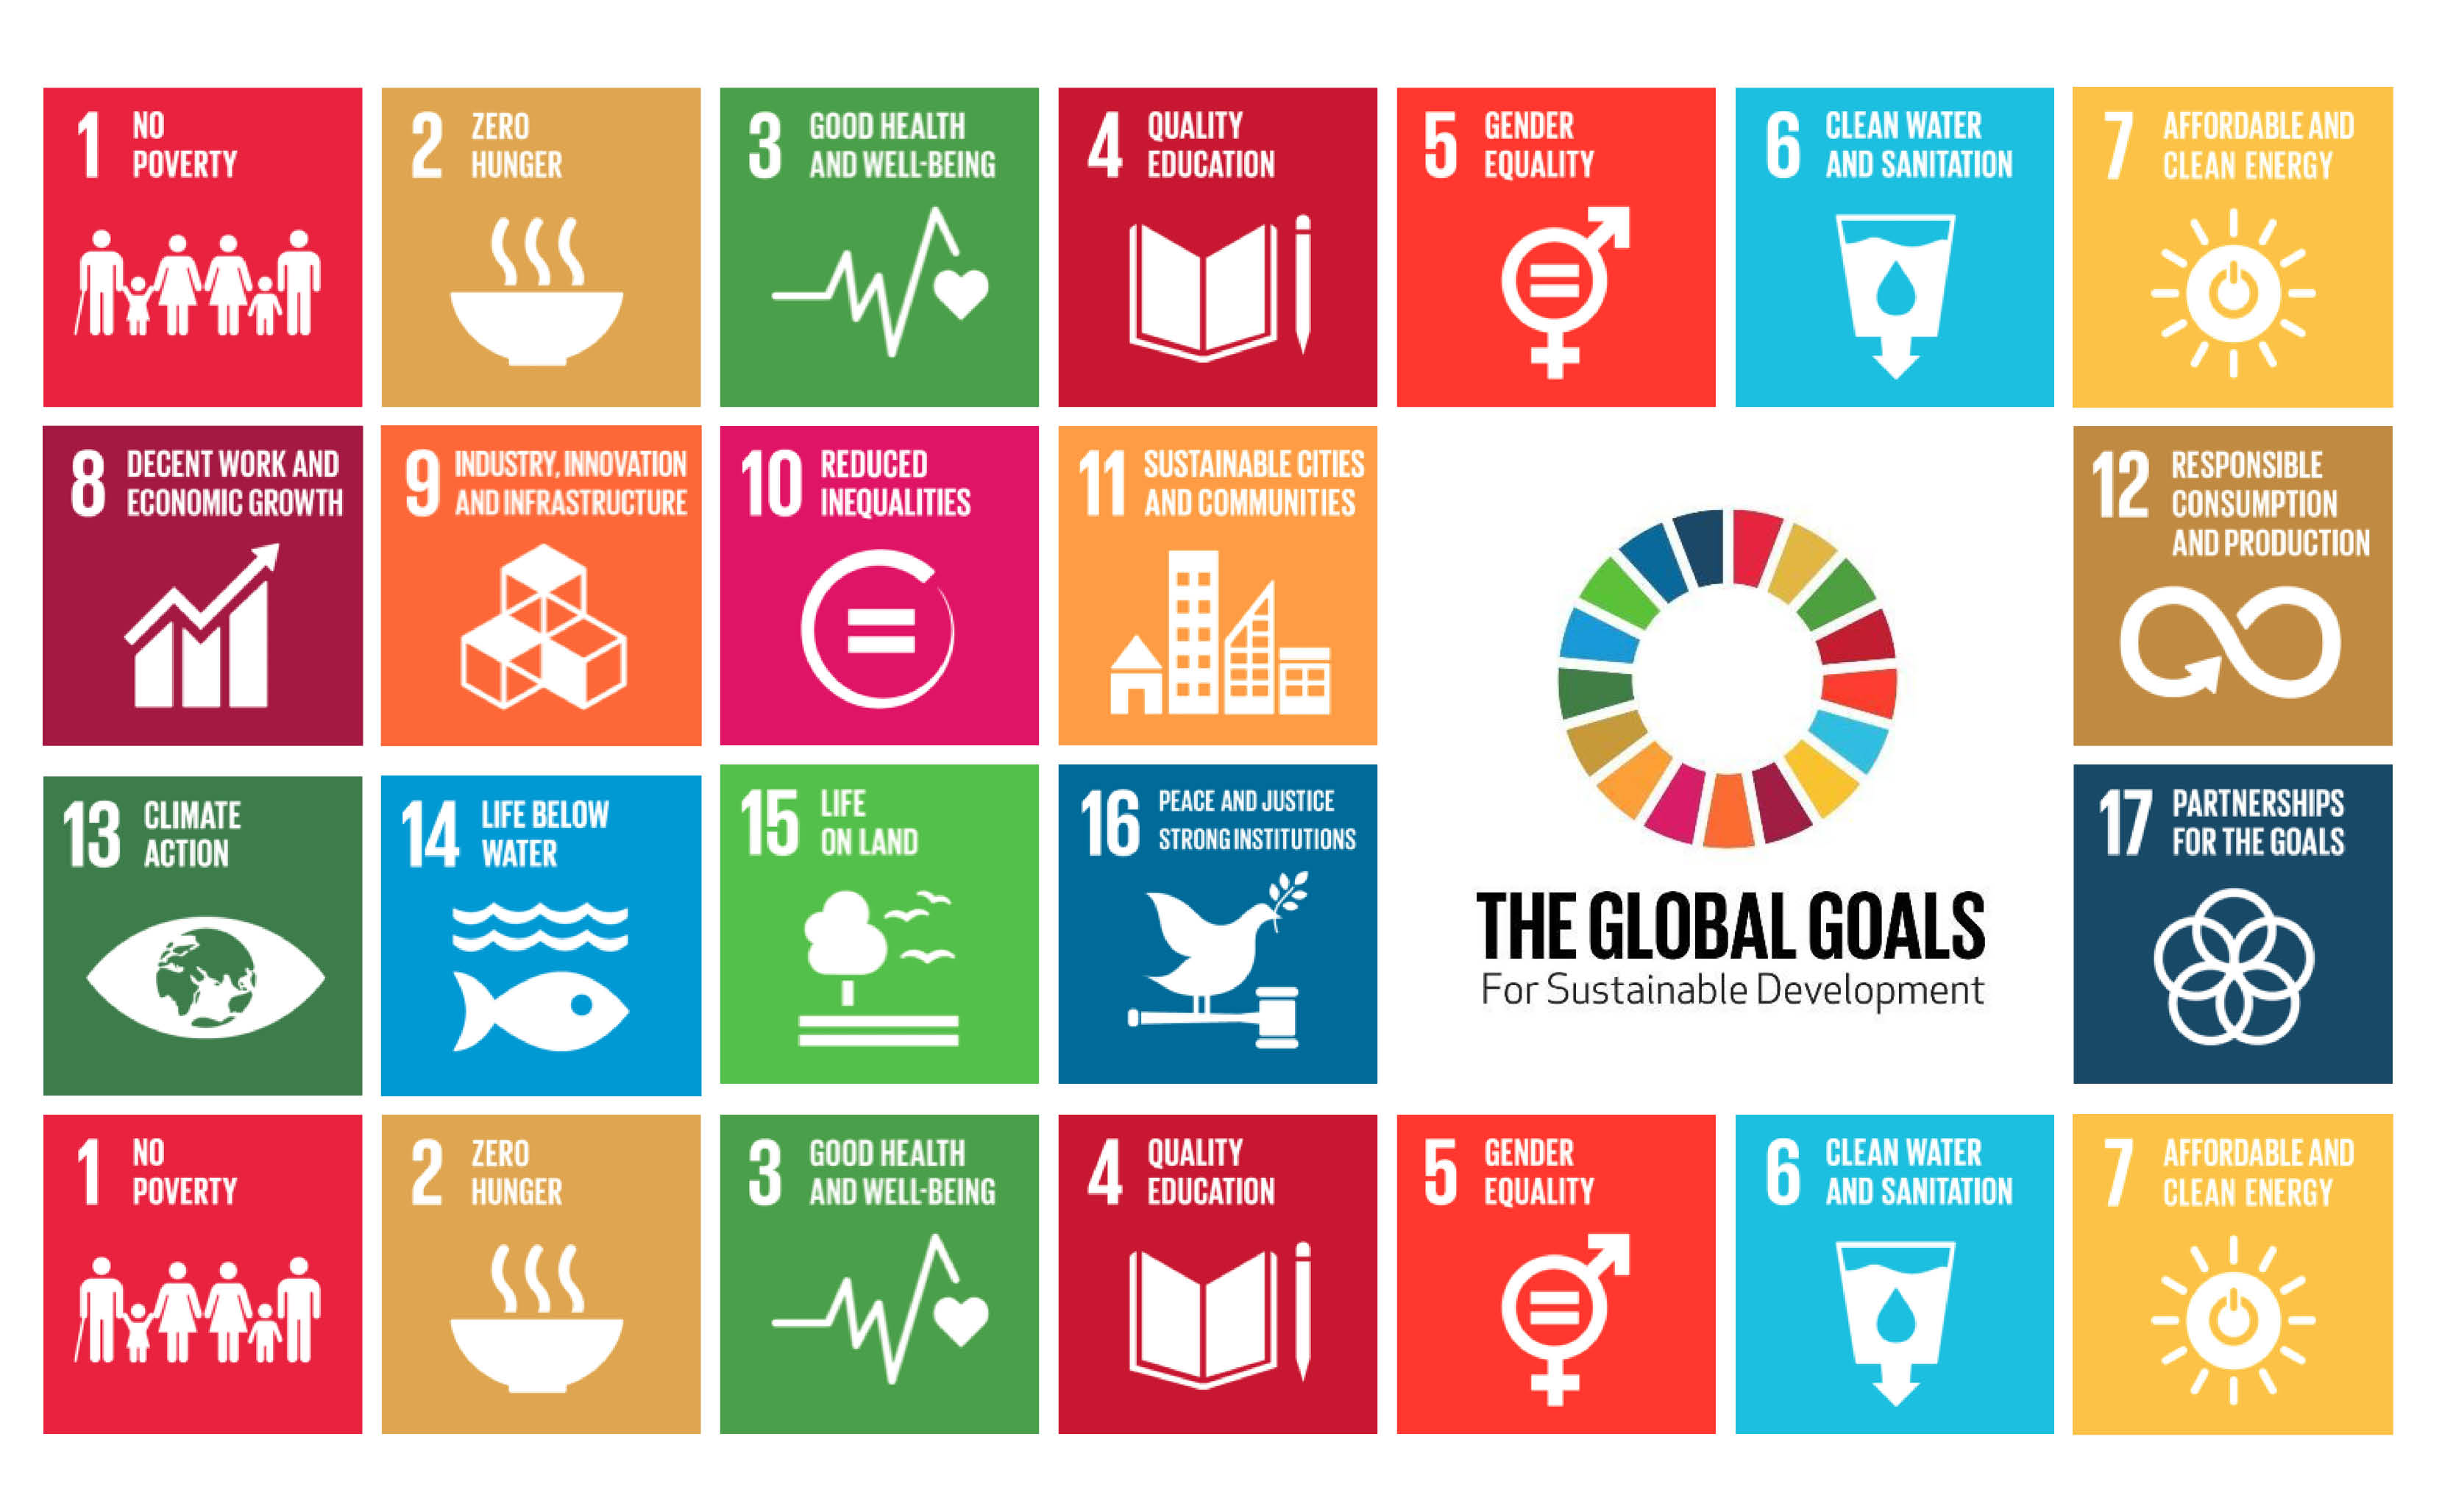 1 NO
POVERTY
2 ZERO
HUNGER
3 GOOD HEALTH
AND WELL-BEING
4 QUALITY
EDUCATION
5 GENDER
EQUALITY
6 CLEAN WATER
AND SANITATION
7 AFFORDABLE AND
CLEAN ENERGY
8 DECENT WORK AND
ECONOMIC GROWTH
9 INDUSTRY, INNOVATION
AND INFRASTRUCTURE
10 REDUCED
INEQUALITIES
11 SUSTAINABLE CITIES
AND COMMUNITIES
12 RESPONSIBLE
CONSUMPTION
AND PRODUCTION
13 CLIMATE
ACTION
14 LIFE BELOW
WATER
15 LIFE
ON LAND
16 PEACE AND JUSTICE
STRONG INSTITUTIONS
THE GLOBAL GOALS
For Sustainable Development
17 PARTNERSHIPS
FOR THE GOALS
1 NO
POVERTY
2 ZERO
HUNGER
3 GOOD HEALTH
AND WELL-BEING
4 QUALITY
EDUCATION
5 GENDER
EQUALITY
6 CLEAN WATER
AND SANITATION
7 AFFORDABLE AND
CLEAN ENERGY